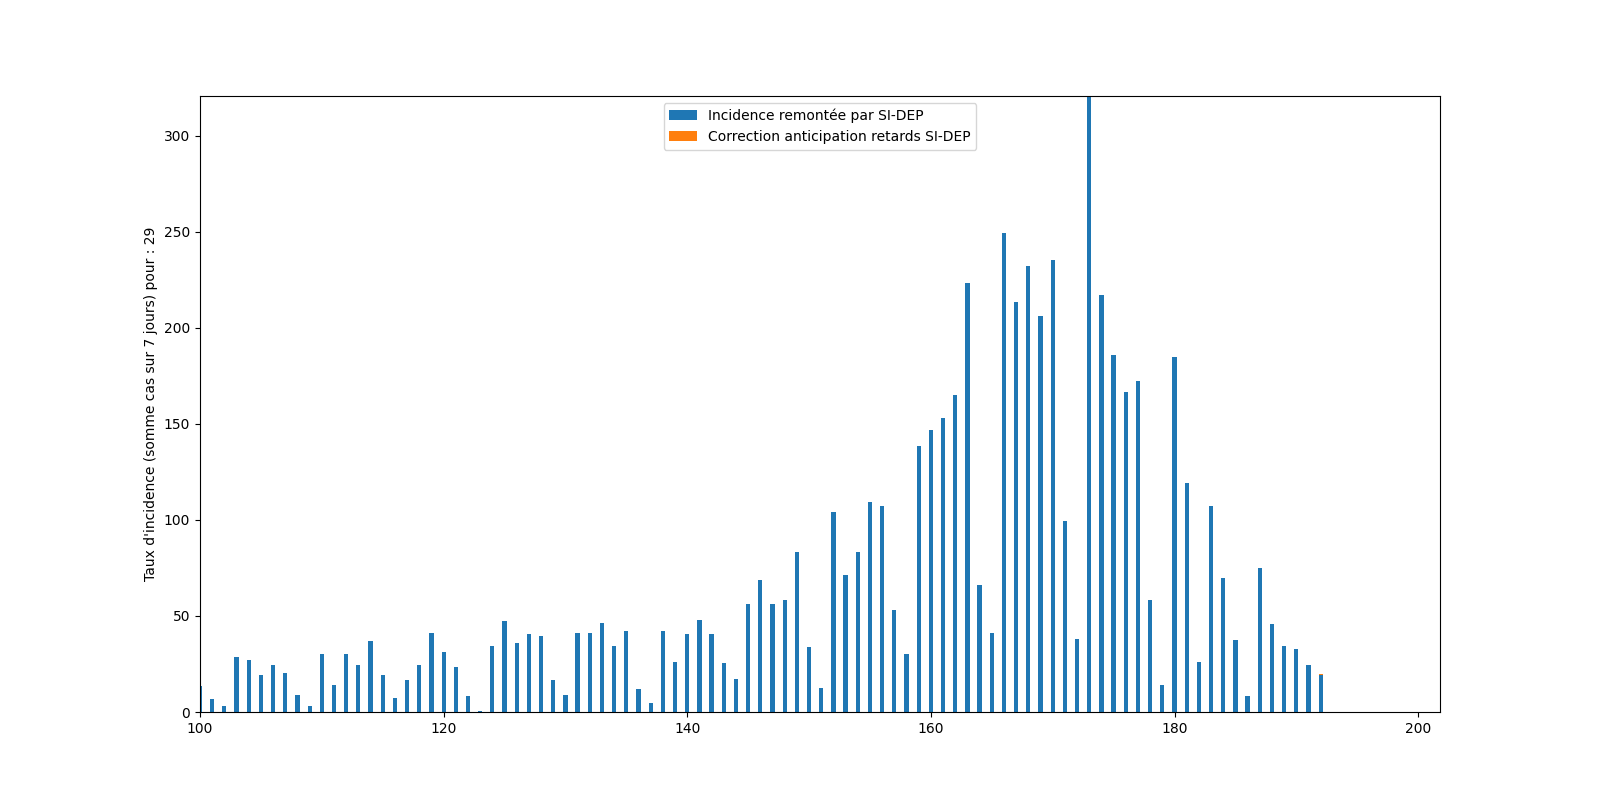 Incidence remontée par SI-DEP
Correction anticipation retards SI-DEP
Taux d'incidence (somme cas sur 7 jours) pour : 29
300
250
200
150
100
50
0
100 120 140 160 180 200